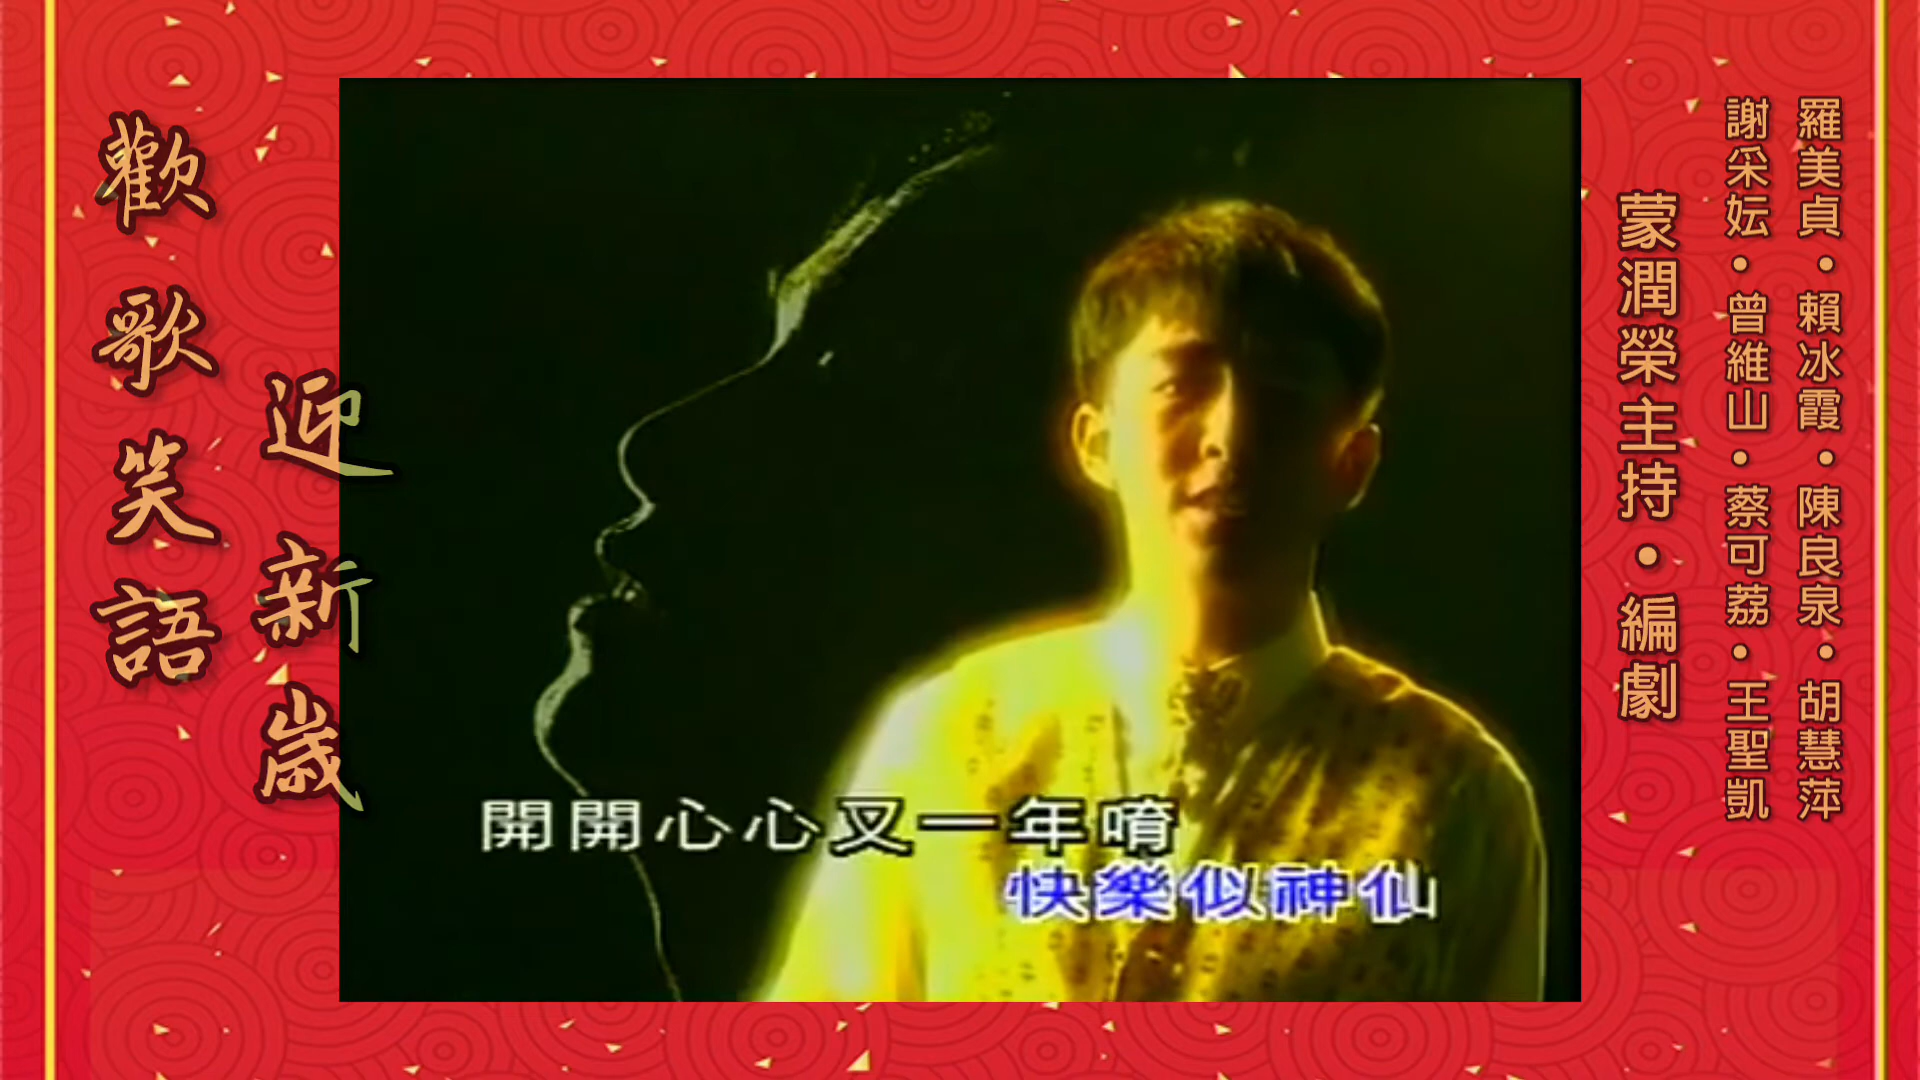 歡歌笑語
迎新歲
開開心心又一年唷
快樂似神仙
羅美貞・賴冰霞・陳良泉・胡慧萍
謝采妘・曾維山・蔡可荔・王聖凱
蒙潤榮主持・編劇